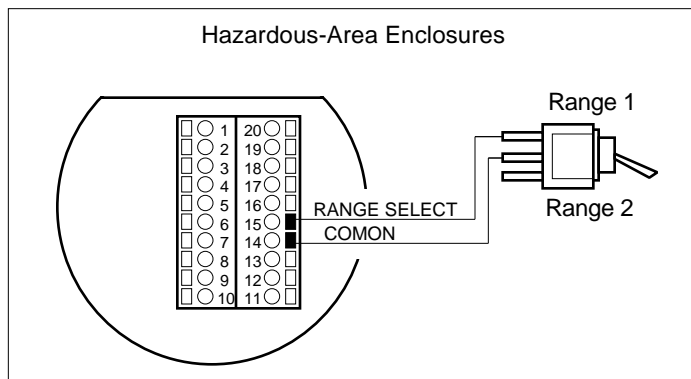 Hazardous-Area Enclosures
Range 1
1 20
2 19
3 18
4 17
5 16
6 15 RANGE SELECT
Range 2
7 14 COMON
8 13
9 12
10 11